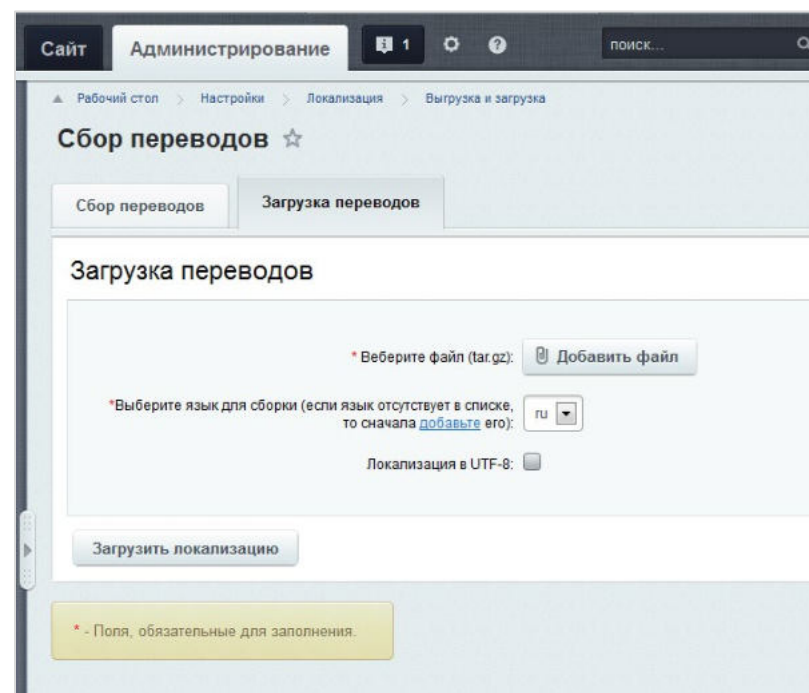 Сайт Администрирование 1 ? поиск...
Рабочий стол > Настройки > Локализация > Выгрузка и загрузка
Сбор переводов
Сбор переводов Загрузка переводов
Загрузка переводов
* Веберите файл (tar.gz): Добавить файл
*Выберите язык для сборки (если язык отсутствует в списке,
то сначала добавьте его): ru
Локализация в UTF-8:
Загрузить локализацию
* - Поля, обязательные для заполнения.